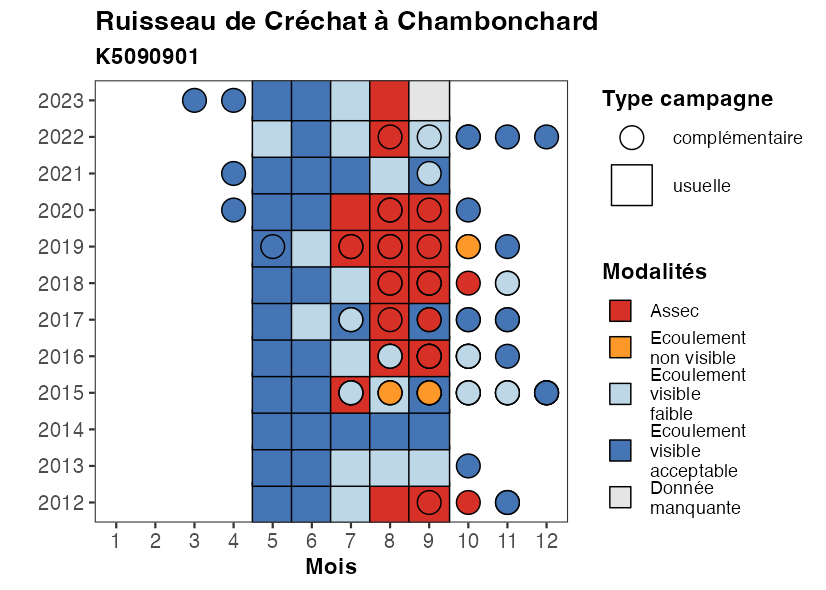 Ruisseau de Créchat à Chambonchard
K5090901
2023
2022
2021
2020
2019
2018
2017
2016
2015
2014
2013
2012
1 2 3 4 5 6 7 8 9 10 11 12
Mois
Type campagne
complémentaire
usuelle
Modalités
Assec
Ecoulement
non visible
Ecoulement
visible
faible
Ecoulement
visible
acceptable
Donnée
manquante